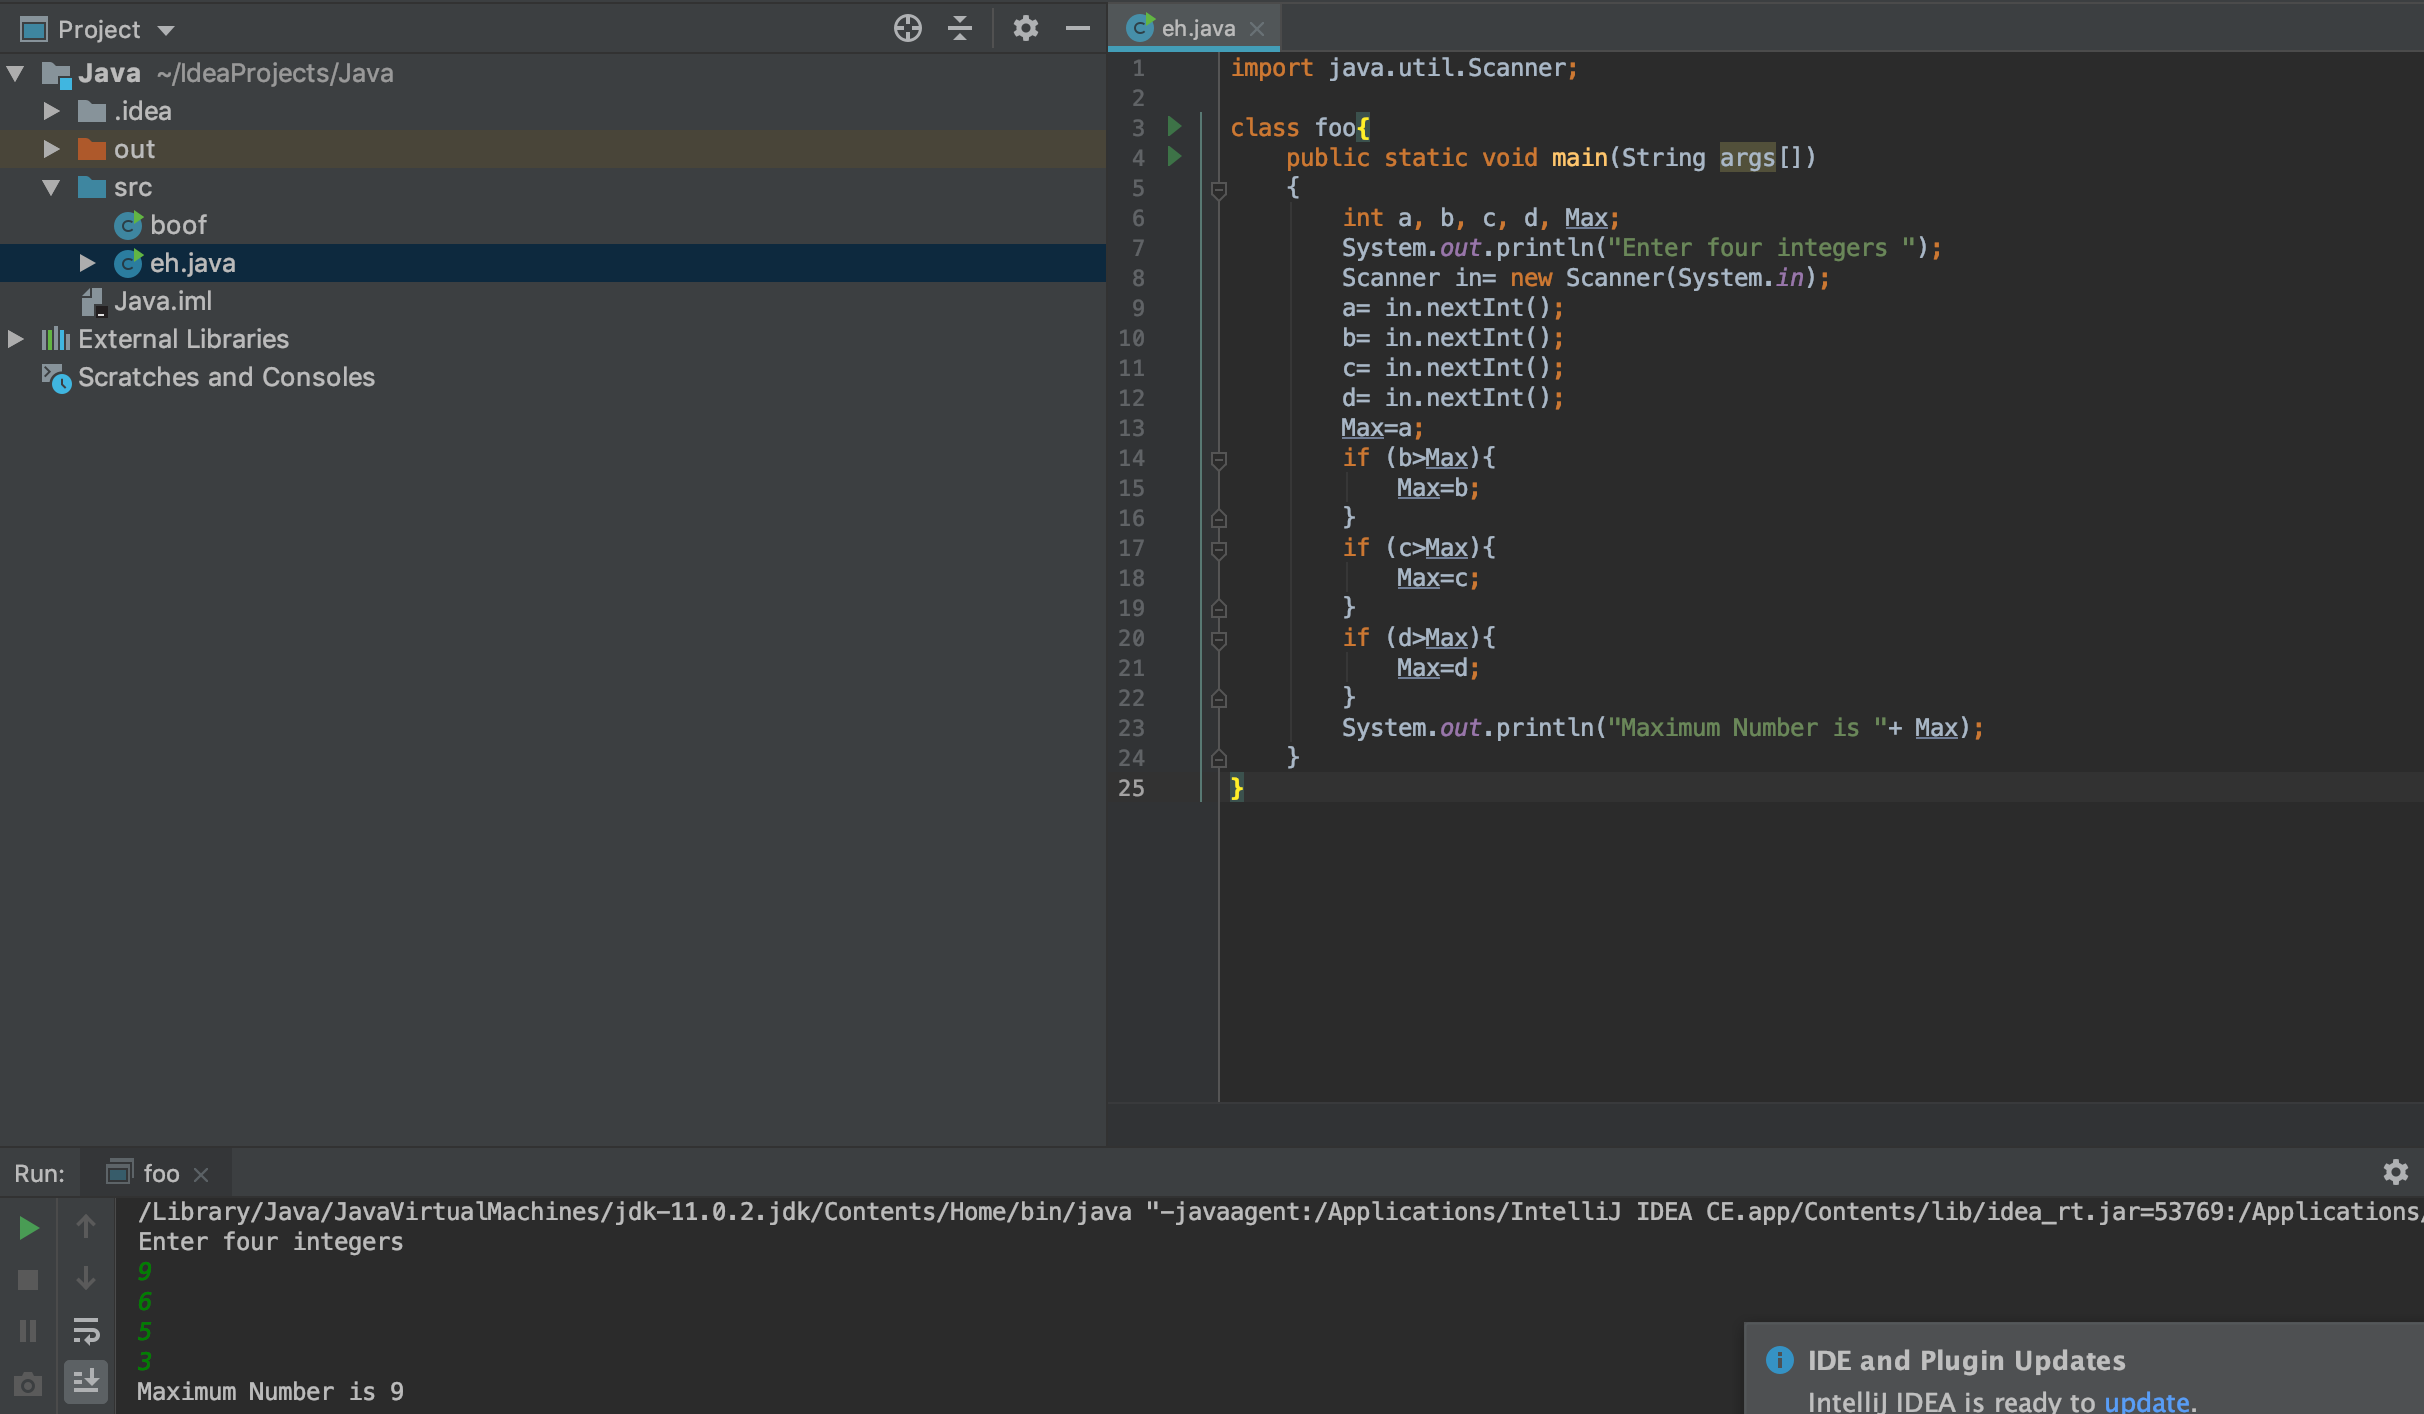 Project
Java ~/IdeaProjects/Java
.idea
out
src
boof
eh.java
Java.iml
External Libraries
Scratches and Consoles
eh.java
1 import java.util.Scanner;
2
3 class foo{
4 public static void main(String args[])
5 {
6 int a, b, c, d, Max;
7 System.out.println("Enter four integers ");
8 Scanner in= new Scanner(System.in);
9 a= in.nextInt();
10 b= in.nextInt();
11 c= in.nextInt();
12 d= in.nextInt();
13 Max=a;
14 if (b>Max){
15 Max=b;
16 }
17 if (c>Max){
18 Max=c;
19 }
20 if (d>Max){
21 Max=d;
22 }
23 System.out.println("Maximum Number is "+ Max);
24 }
25 }
Run: foo
/Library/Java/JavaVirtualMachines/jdk-11.0.2.jdk/Contents/Home/bin/java "-javaagent:/Applications/IntelliJ IDEA CE.app/Contents/lib/idea_rt.jar=53769:/Applications/
Enter four integers
9
6
5
3
Maximum Number is 9
IDE and Plugin Updates
IntelliJ IDEA is ready to update.